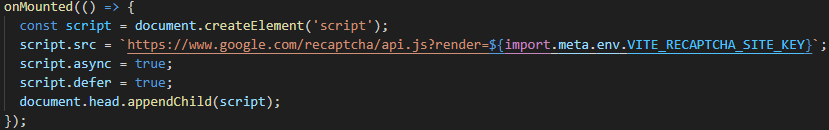 onMounted(() => {
  const script = document.createElement('script');
  script.src = `https://www.google.com/recaptcha/api.js?render=${import.meta.env.VITE_RECAPTCHA_SITE_KEY}`;
  script.async = true;
  script.defer = true;
  document.head.appendChild(script);
});